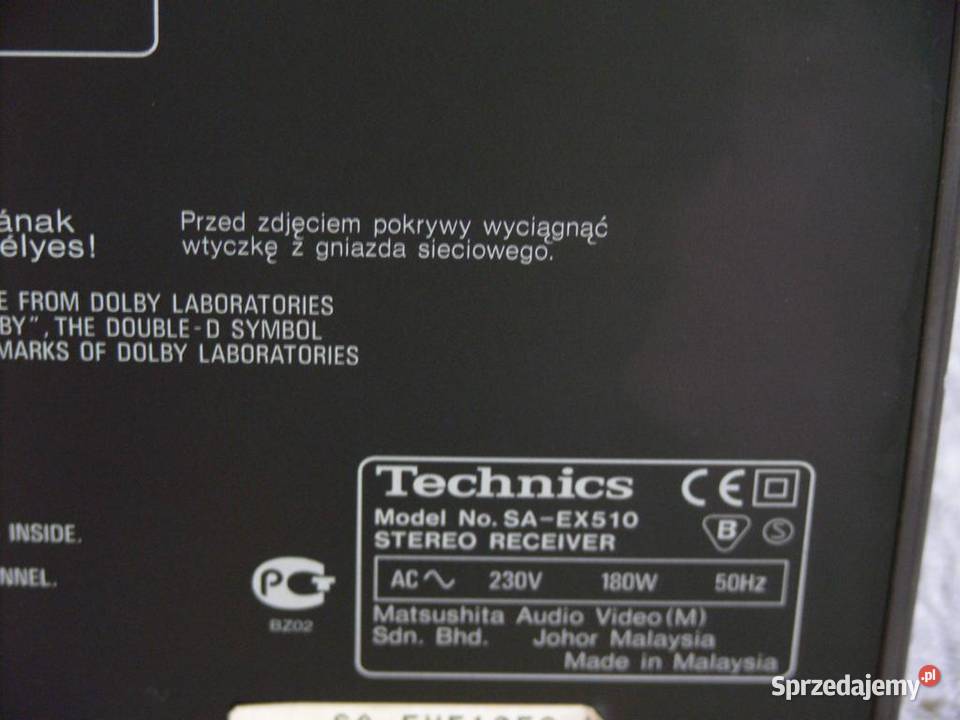 ának
élyes!
Przed zdjęciem pokrywy wyciągnąć
wtyczkę z gniazda sieciowego.
E FROM DOLBY LABORATORIES
BY", THE DOUBLE-D SYMBOL
MARKS OF DOLBY LABORATORIES
INSIDE.
NNEL.
BZ02
Technics CE
Model No. SA-EX510 B S
STEREO RECEIVER
AC 230V 180W 50Hz
Matsushita Audio Video (M)
Sdn. Bhd. Johor Malaysia
Made in Malaysia
Sprzedajemy.pl